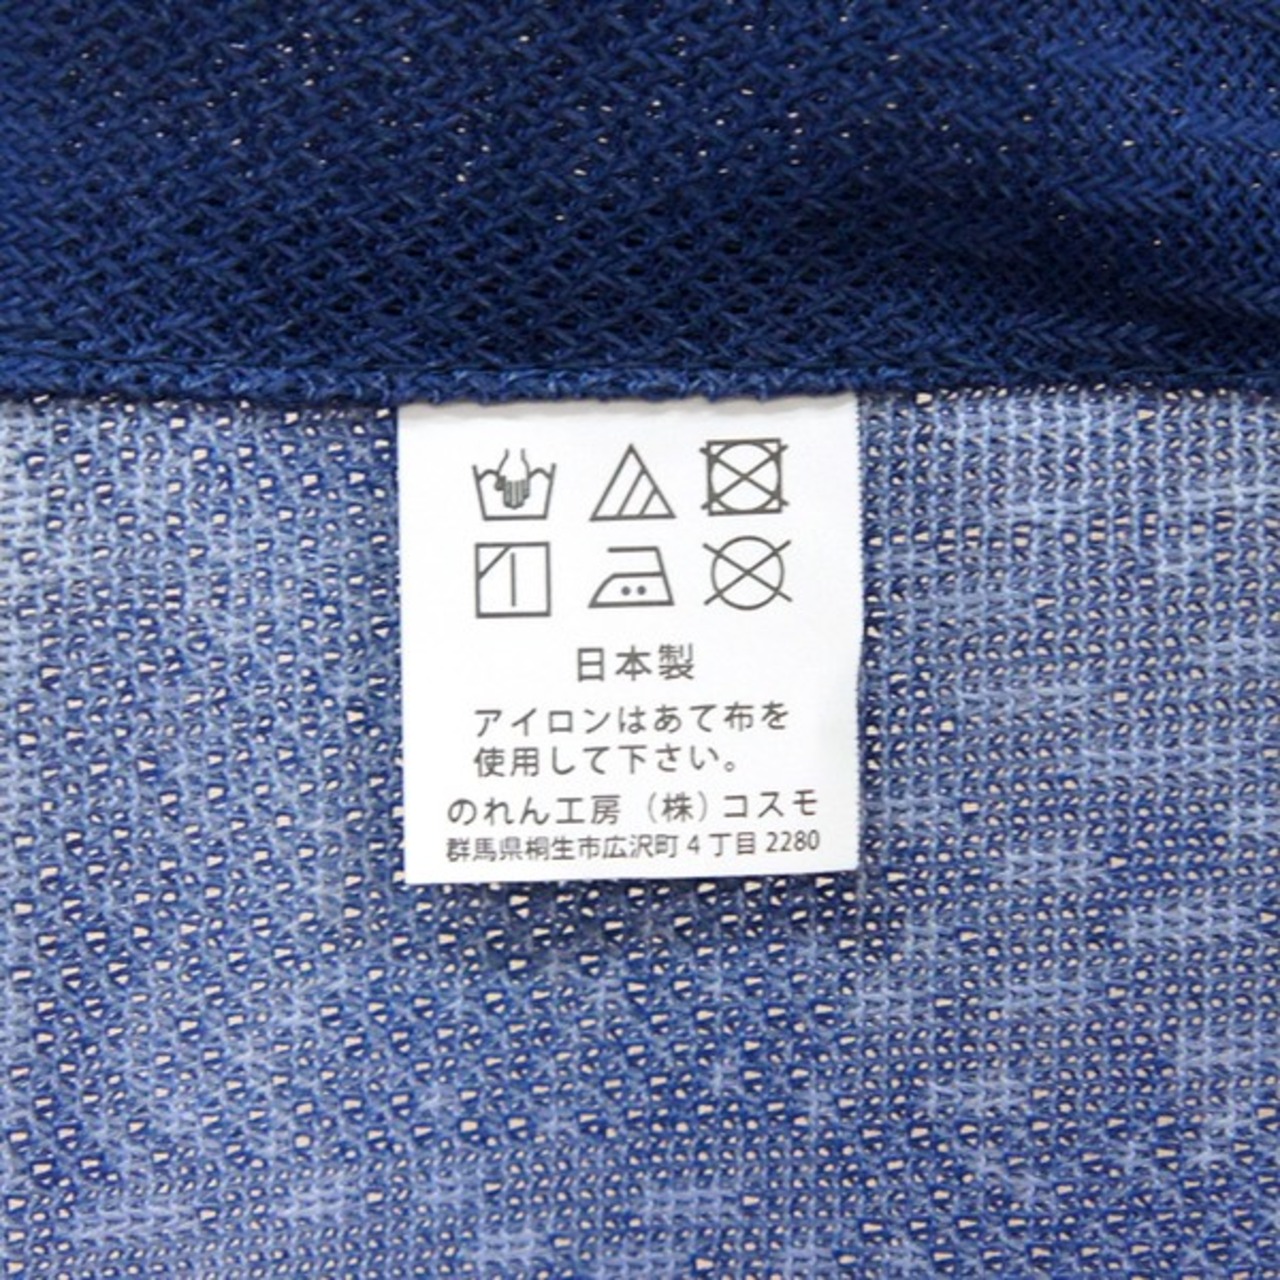 日本製
アイロンはあて布を
使用して下さい。
のれん工房（株）コスモ
群馬県桐生市広沢町4丁目2280